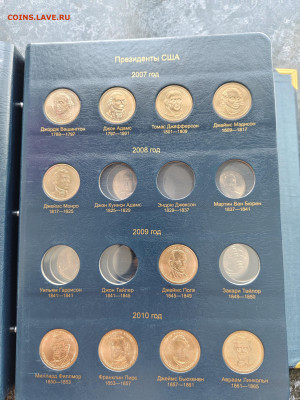 COINS.LAV.RU
Президенты США
2007 год
Джордж Вашингтон Джон Адамс Томас Джефферсон Джеймс Мэдисон
1789—1797 1797—1801 1801—1809 1809—1817
2008 год
Джеймс Монро Джон Куинси Адамс Эндрю Джексон Мартин Ван Бюрен
1817—1825 1825—1829 1829—1837 1837—1841
2009 год
Уильям Гаррисон Джон Тайлер Джеймс Полк Закари Тейлор
1841—1841 1841—1845 1845—1849 1849—1850
2010 год
Миллард Филлмор Франклин Пирс Джеймс Бьюкенен Авраам Линкольн
1850—1853 1853—1857 1857—1861 1861—1865